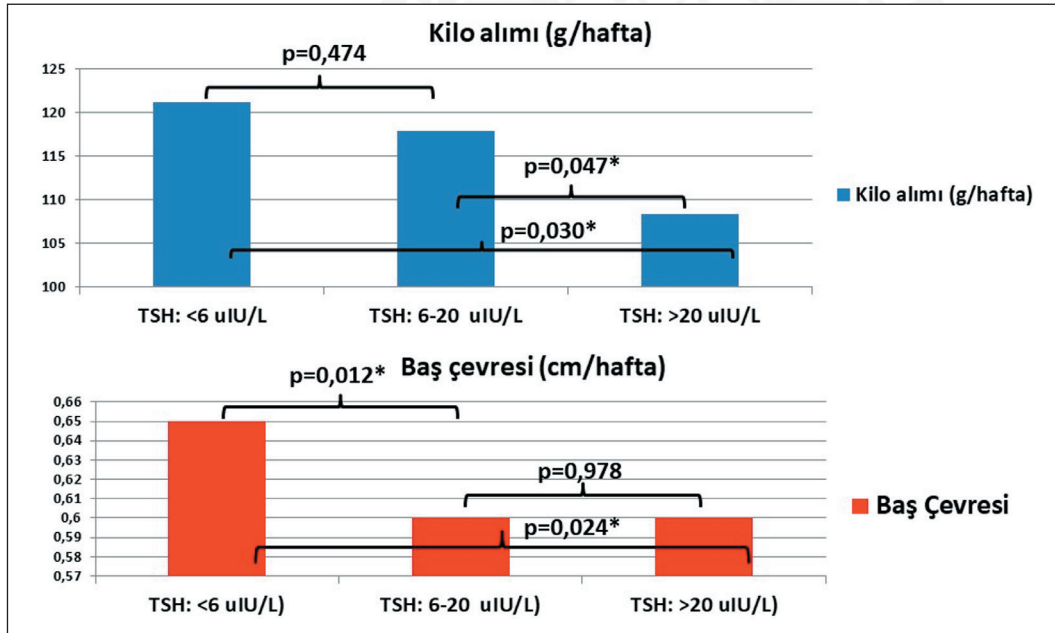 Kilo alımı (g/hafta)
p=0,474
125
120
115
110
105
100
p=0,047*
p=0,030*
Kilo alımı (g/hafta)
TSH: <6 uIU/L
TSH: 6-20 uIU/L
TSH: >20 uIU/L
Baş çevresi (cm/hafta)
p=0,012*
0,66
0,65
0,64
0,63
0,62
0,61
0,6
0,59
0,58
0,57
p=0,978
p=0,024*
Baş Çevresi
TSH: <6 uIU/L)
TSH: 6-20 uIU/L)
TSH: >20 uIU/L)